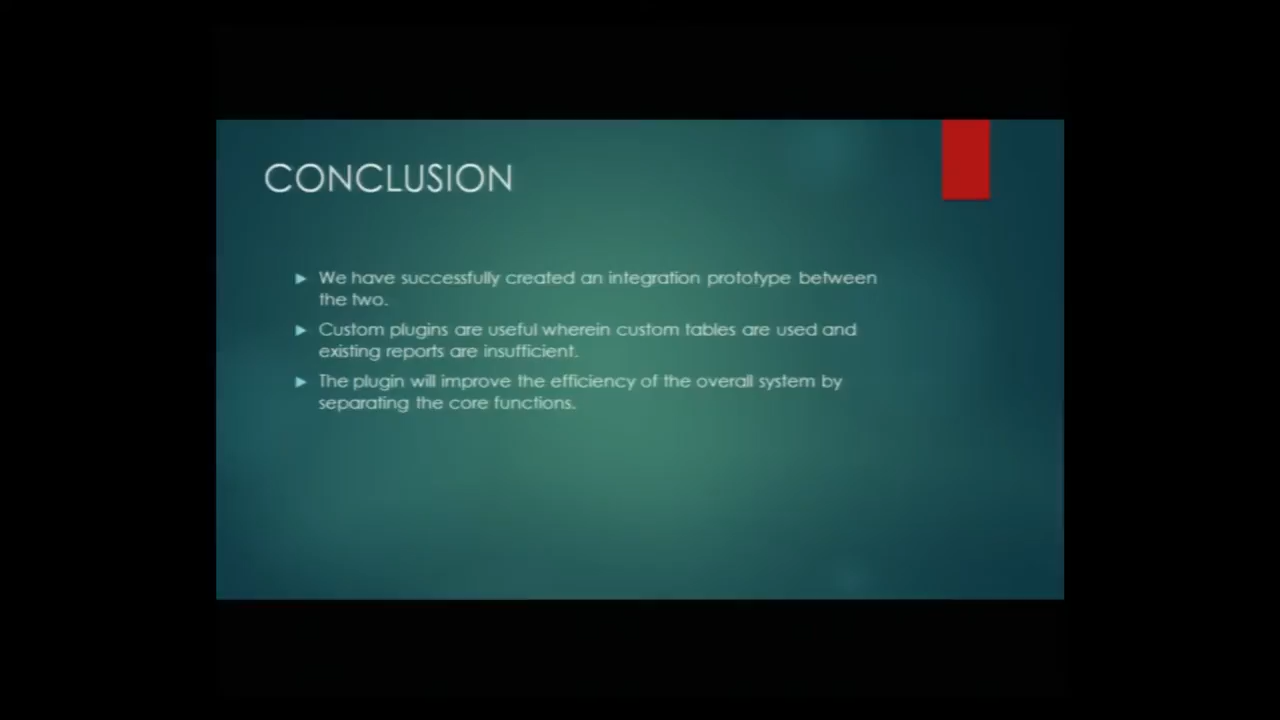 CONCLUSION
We have successfully created an integration prototype between
the two.
Custom plugins are useful wherein custom tables are used and
existing reports are insufficient.
The plugin will improve the efficiency of the overall system by
separating the core functions.